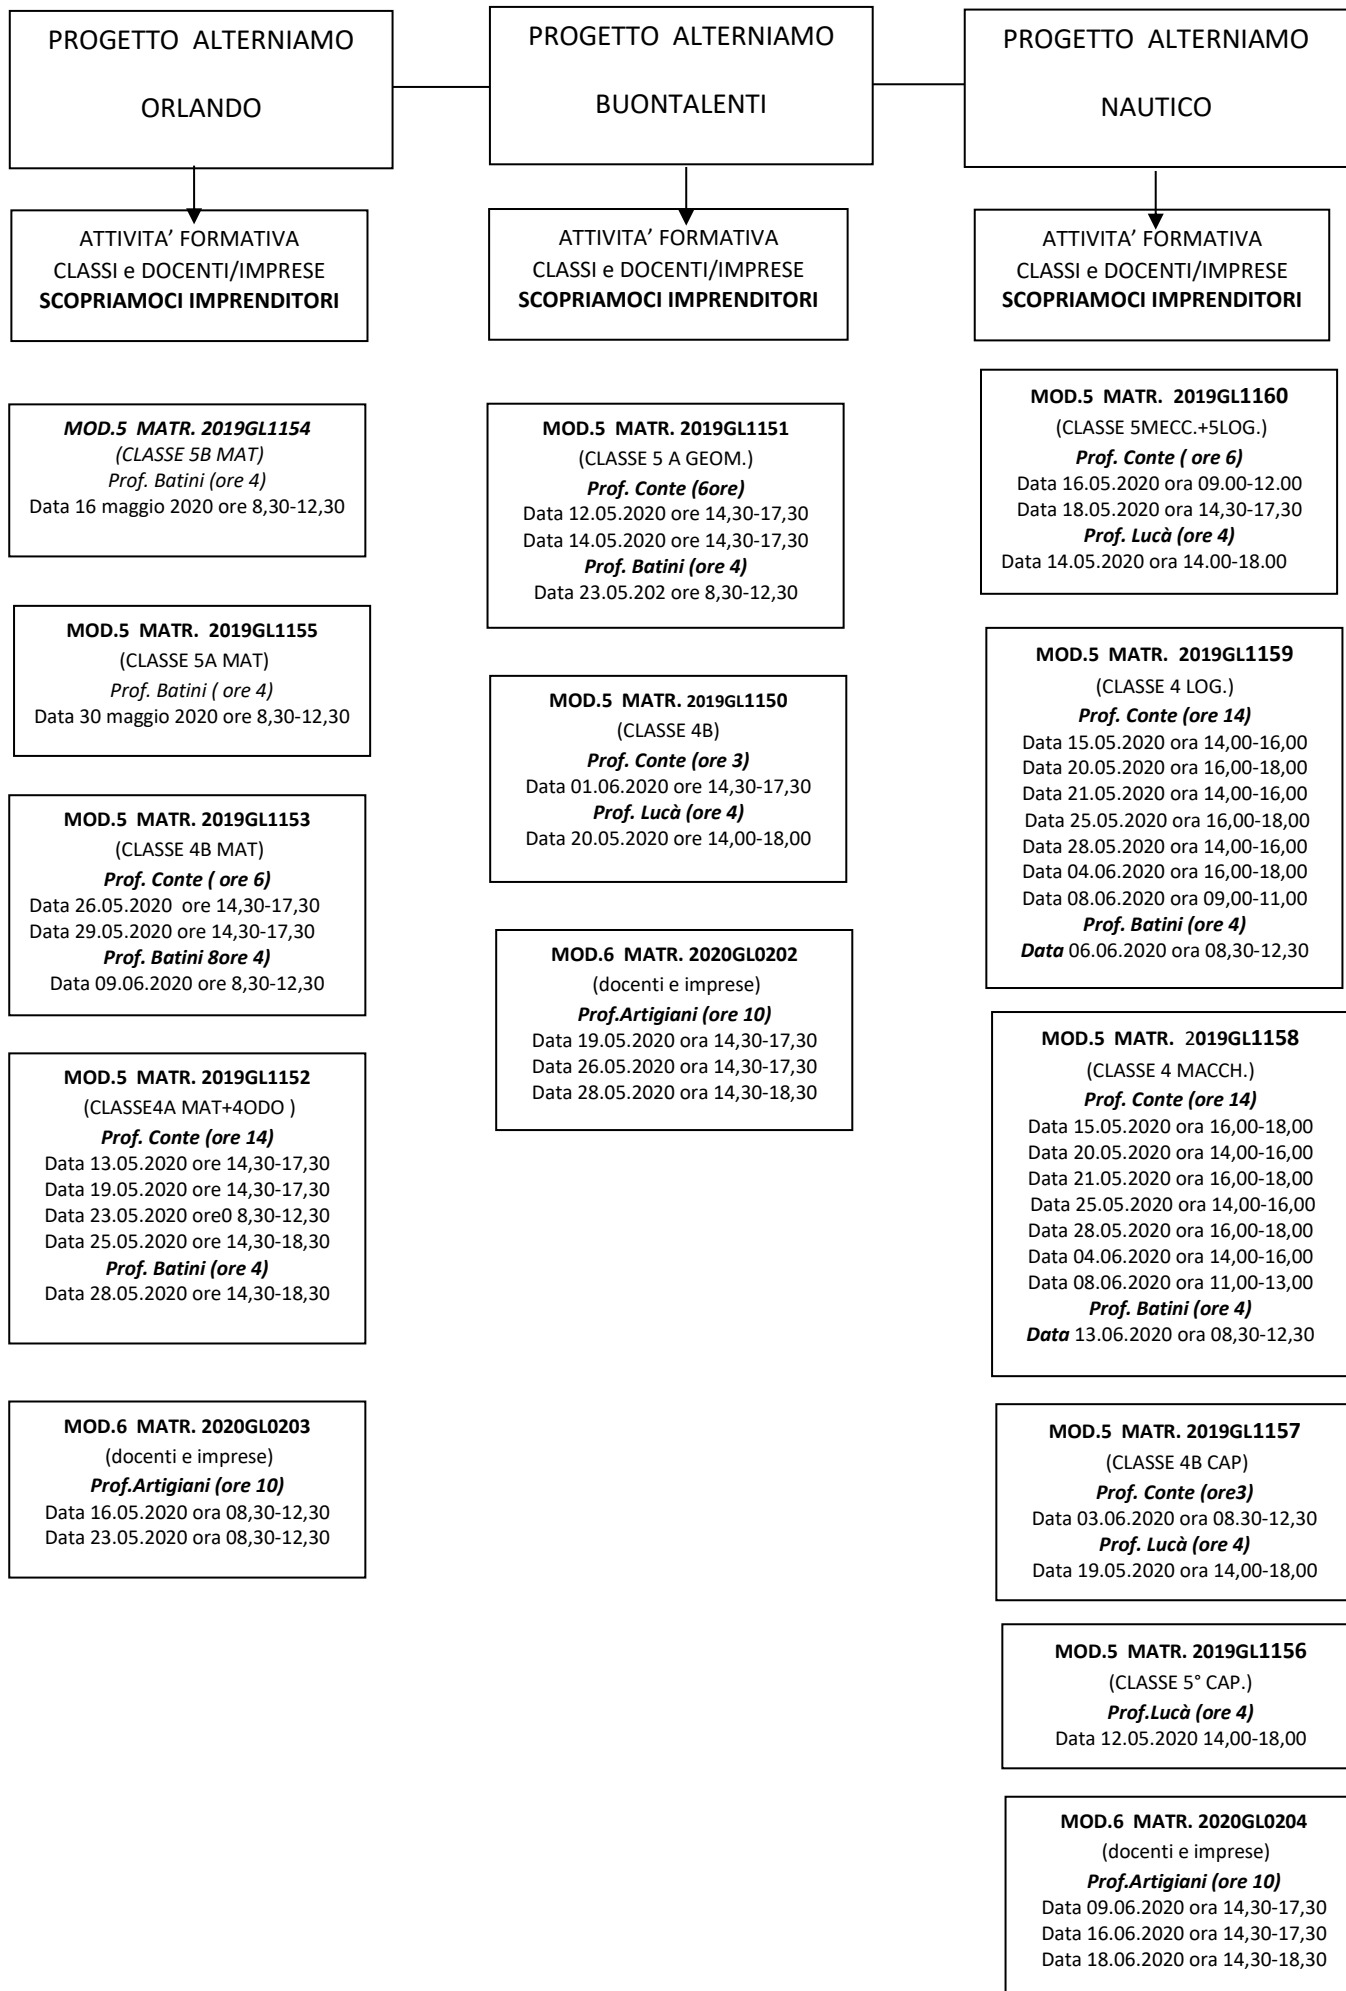 PROGETTO ALTERNIAMO
ORLANDO
ATTIVITA’ FORMATIVA
CLASSI e DOCENTI/IMPRESE
SCOPRIAMOCI IMPRENDITORI
MOD.5 MATR. 2019GL1154
(CLASSE 5B MAT)
Prof. Batini (ore 4)
Data 16 maggio 2020 ore 8,30-12,30
MOD.5 MATR. 2019GL1155
(CLASSE 5A MAT)
Prof. Batini ( ore 4)
Data 30 maggio 2020 ore 8,30-12,30
MOD.5 MATR. 2019GL1153
(CLASSE 4B MAT)
Prof. Conte ( ore 6)
Data 26.05.2020 ore 14,30-17,30
Data 29.05.2020 ore 14,30-17,30
Prof. Batini 8ore 4)
Data 09.06.2020 ore 8,30-12,30
MOD.5 MATR. 2019GL1152
(CLASSE4A MAT+4ODO )
Prof. Conte (ore 14)
Data 13.05.2020 ore 14,30-17,30
Data 19.05.2020 ore 14,30-17,30
Data 23.05.2020 ore0 8,30-12,30
Data 25.05.2020 ore 14,30-18,30
Prof. Batini (ore 4)
Data 28.05.2020 ore 14,30-18,30
MOD.6 MATR. 2020GL0203
(docenti e imprese)
Prof.Artigiani (ore 10)
Data 16.05.2020 ora 08,30-12,30
Data 23.05.2020 ora 08,30-12,30
PROGETTO ALTERNIAMO
BUONTALENTI
ATTIVITA’ FORMATIVA
CLASSI e DOCENTI/IMPRESE
SCOPRIAMOCI IMPRENDITORI
MOD.5 MATR. 2019GL1151
(CLASSE 5 A GEOM.)
Prof. Conte (6ore)
Data 12.05.2020 ore 14,30-17,30
Data 14.05.2020 ore 14,30-17,30
Prof. Batini (ore 4)
Data 23.05.202 ore 8,30-12,30
MOD.5 MATR. 2019GL1150
(CLASSE 4B)
Prof. Conte (ore 3)
Data 01.06.2020 ore 14,30-17,30
Prof. Lucà (ore 4)
Data 20.05.2020 ore 14,00-18,00
MOD.6 MATR. 2020GL0202
(docenti e imprese)
Prof.Artigiani (ore 10)
Data 19.05.2020 ora 14,30-17,30
Data 26.05.2020 ora 14,30-17,30
Data 28.05.2020 ora 14,30-18,30
PROGETTO ALTERNIAMO
NAUTICO
ATTIVITA’ FORMATIVA
CLASSI e DOCENTI/IMPRESE
SCOPRIAMOCI IMPRENDITORI
MOD.5 MATR. 2019GL1160
(CLASSE 5MECC.+5LOG.)
Prof. Conte ( ore 6)
Data 16.05.2020 ora 09.00-12.00
Data 18.05.2020 ora 14,30-17,30
Prof. Lucà (ore 4)
Data 14.05.2020 ora 14.00-18.00
MOD.5 MATR. 2019GL1159
(CLASSE 4 LOG.)
Prof. Conte (ore 14)
Data 15.05.2020 ora 14,00-16,00
Data 20.05.2020 ora 16,00-18,00
Data 21.05.2020 ora 14,00-16,00
Data 25.05.2020 ora 16,00-18,00
Data 28.05.2020 ora 14,00-16,00
Data 04.06.2020 ora 16,00-18,00
Data 08.06.2020 ora 09,00-11,00
Prof. Batini (ore 4)
Data 06.06.2020 ora 08,30-12,30
MOD.5 MATR. 2019GL1158
(CLASSE 4 MACCH.)
Prof. Conte (ore 14)
Data 15.05.2020 ora 16,00-18,00
Data 20.05.2020 ora 14,00-16,00
Data 21.05.2020 ora 16,00-18,00
Data 25.05.2020 ora 14,00-16,00
Data 28.05.2020 ora 16,00-18,00
Data 04.06.2020 ora 14,00-16,00
Data 08.06.2020 ora 11,00-13,00
Prof. Batini (ore 4)
Data 13.06.2020 ora 08,30-12,30
MOD.5 MATR. 2019GL1157
(CLASSE 4B CAP)
Prof. Conte (ore3)
Data 03.06.2020 ora 08.30-12,30
Prof. Lucà (ore 4)
Data 19.05.2020 ora 14,00-18,00
MOD.5 MATR. 2019GL1156
(CLASSE 5° CAP.)
Prof.Lucà (ore 4)
Data 12.05.2020 14,00-18,00
MOD.6 MATR. 2020GL0204
(docenti e imprese)
Prof.Artigiani (ore 10)
Data 09.06.2020 ora 14,30-17,30
Data 16.06.2020 ora 14,30-17,30
Data 18.06.2020 ora 14,30-18,30